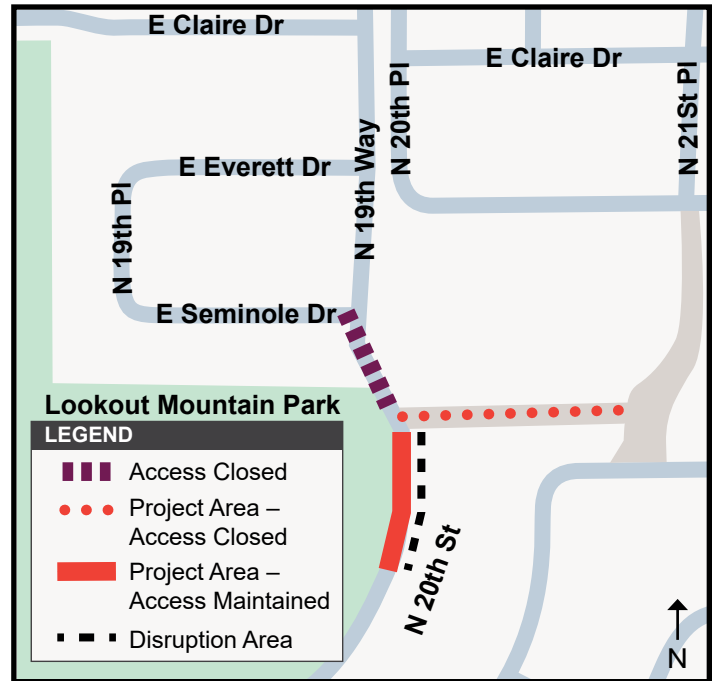 E Claire Dr
E Claire Dr
N 20th Pl
N 21St Pl
N 19th Way
E Everett Dr
N 19th Pl
E Seminole Dr
Lookout Mountain Park
LEGEND
Access Closed
Project Area –
Access Closed
Project Area –
Access Maintained
Disruption Area
N 20th St
N